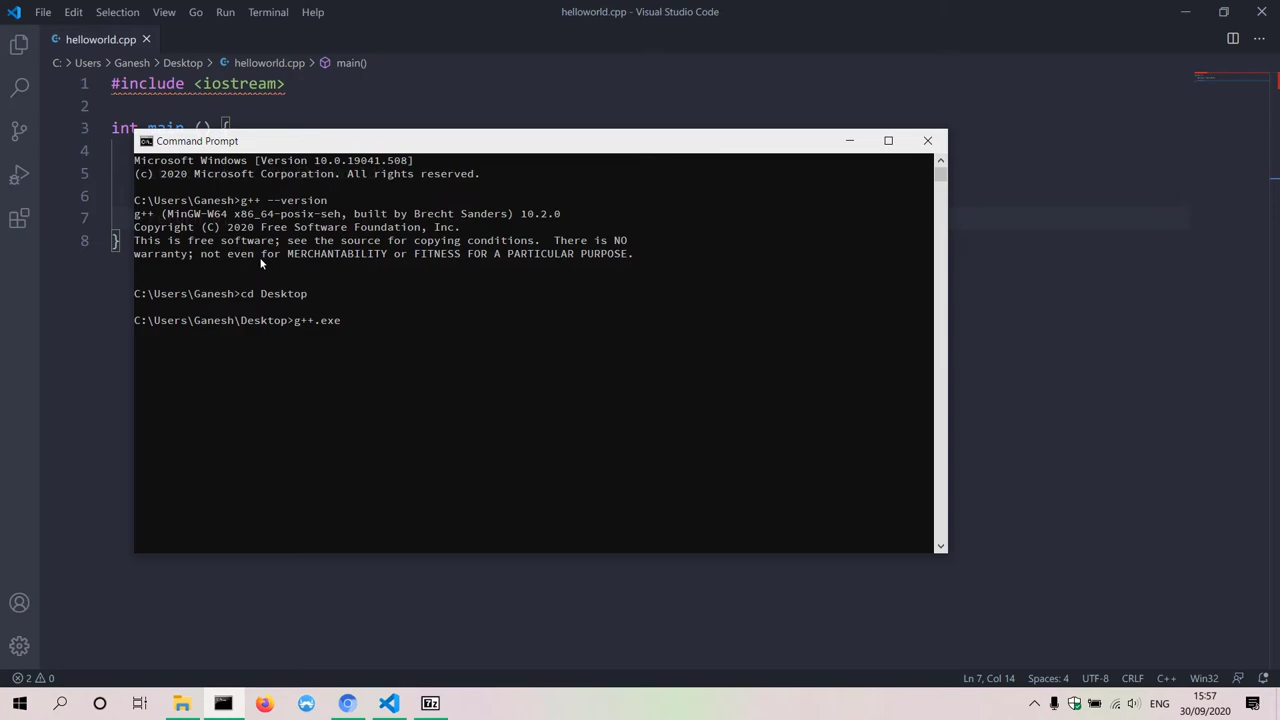 File Edit Selection View Go Run Terminal Help
helloworld.cpp - Visual Studio Code
helloworld.cpp
C: > Users > Ganesh > Desktop > helloworld.cpp > main()
1 #include <iostream>
2
3 int main () {
4
5
6
7
8 }
Command Prompt
Microsoft Windows [Version 10.0.19041.508]
(c) 2020 Microsoft Corporation. All rights reserved.
C:\Users\Ganesh>g++ --version
g++ (MinGW-W64 x86_64-posix-seh, built by Brecht Sanders) 10.2.0
Copyright (C) 2020 Free Software Foundation, Inc.
This is free software; see the source for copying conditions.  There is NO
warranty; not even for MERCHANTABILITY or FITNESS FOR A PARTICULAR PURPOSE.
C:\Users\Ganesh>cd Desktop
C:\Users\Ganesh\Desktop>g++.exe
2 0
Ln 7, Col 14 Spaces: 4 UTF-8 CRLF C++ Win32
ENG
15:57
30/09/2020